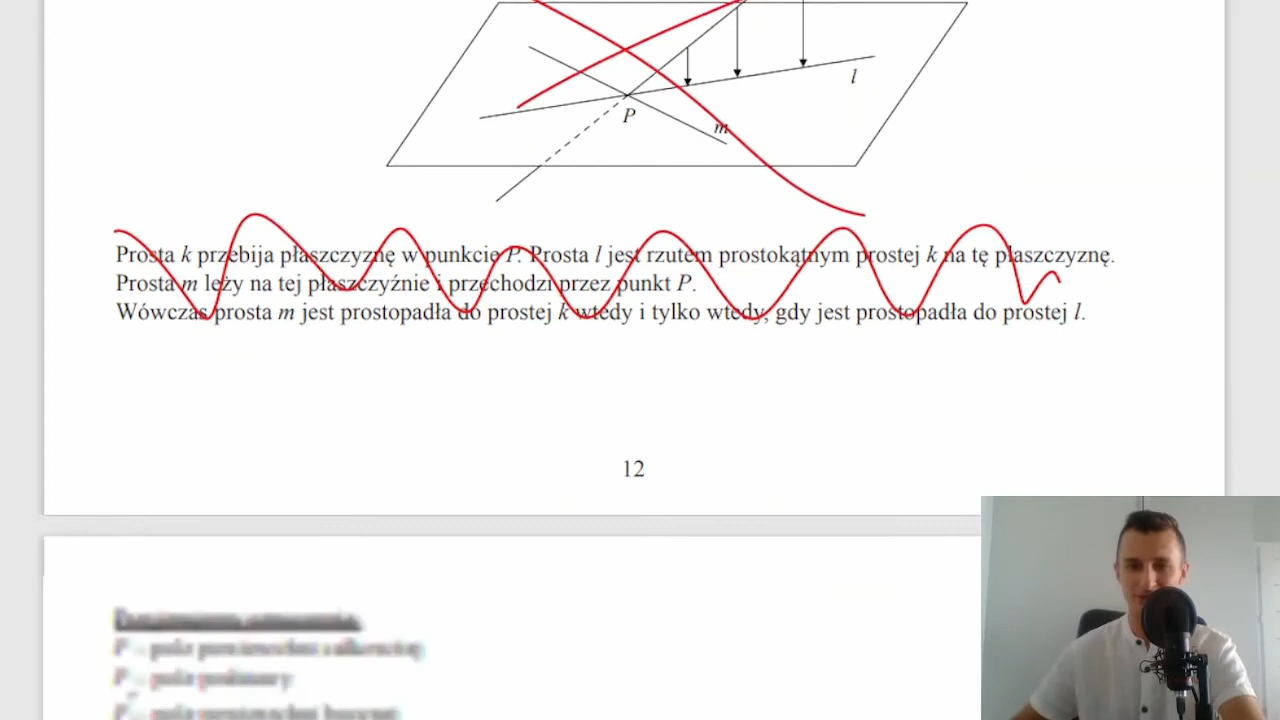 l
P
m
Prosta k przebija płaszczyznę w punkcie P. Prosta l jest rzutem prostokątnym prostej k na tę płaszczyznę.
Prosta m leży na tej płaszczyźnie i przechodzi przez punkt P.
Wówczas prosta m jest prostopadła do prostej k wtedy i tylko wtedy, gdy jest prostopadła do prostej l.
12